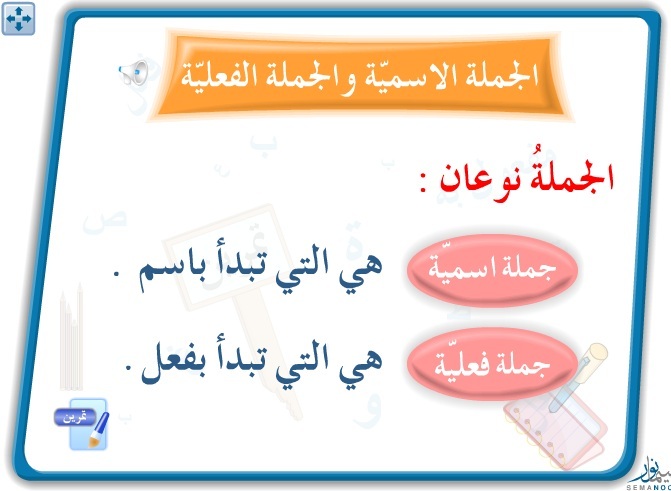 الجملة الاسميّة والجملة الفعليّة
الجملةُ نوعان :
جملة اسميّة هي التي تبدأ باسم .
جملة فعليّة هي التي تبدأ بفعل .
تمرين